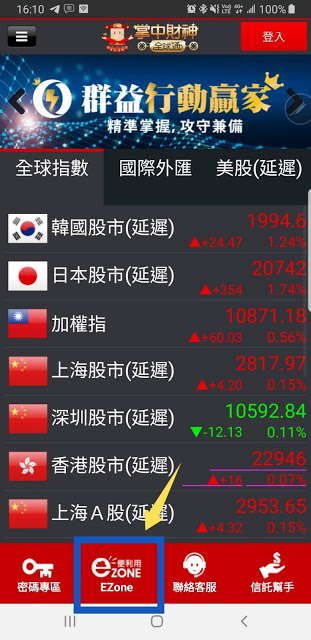 16:10
100%
掌中財神
全球通
登入
群益行動贏家
精準掌握, 攻守兼備
全球指數 國際外匯 美股(延遲)
韓國股市(延遲) 1994.6
▲+24.47 1.24%
日本股市(延遲) 20742
▲+354 1.74%
加權指 10871.18
▲+60.03 0.56%
上海股市(延遲) 2817.97
▲+4.20 0.15%
深圳股市(延遲) 10592.84
▼-12.13 0.11%
香港股市(延遲) 22946
▲+16 0.07%
上海A股(延遲) 2953.65
▲+4.32 0.15%
密碼專區
e便利用
ZONE
EZone
聯絡客服
信託幫手